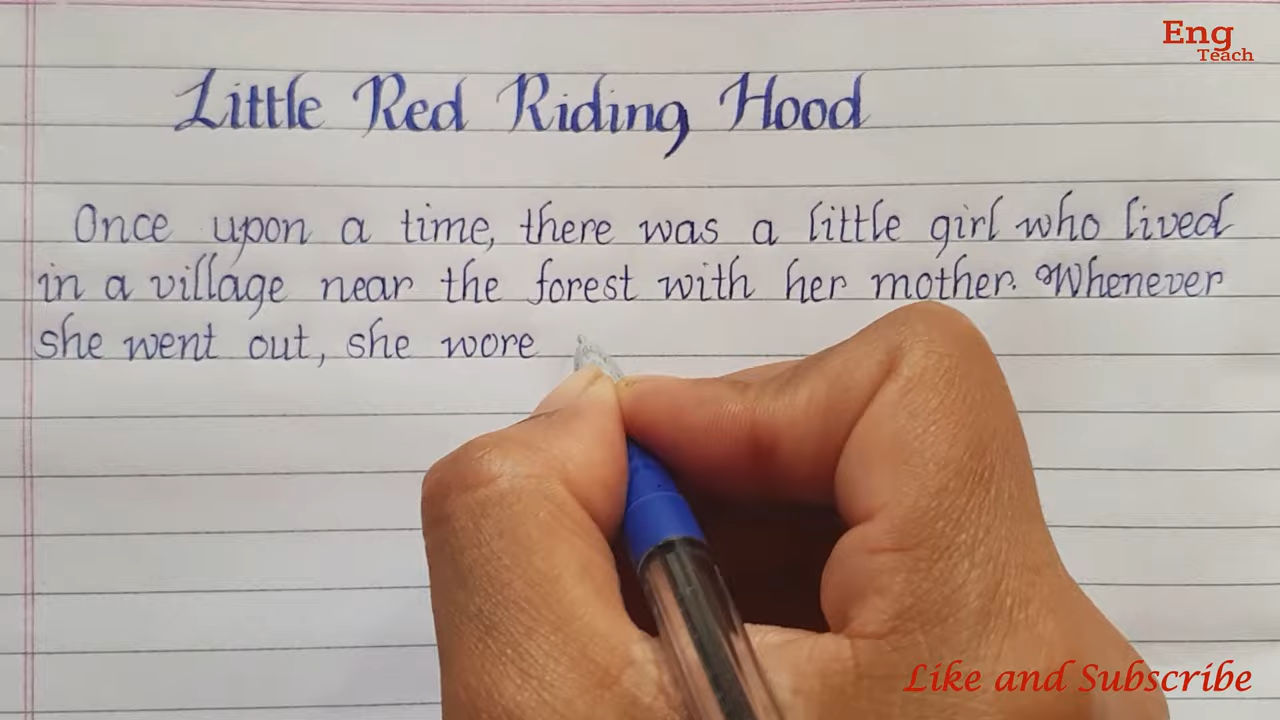 Eng
Teach
Little Red Riding Hood
Once upon a time, there was a little girl who lived
in a village near the forest with her mother. Whenever
she went out, she wore
Like and Subscribe